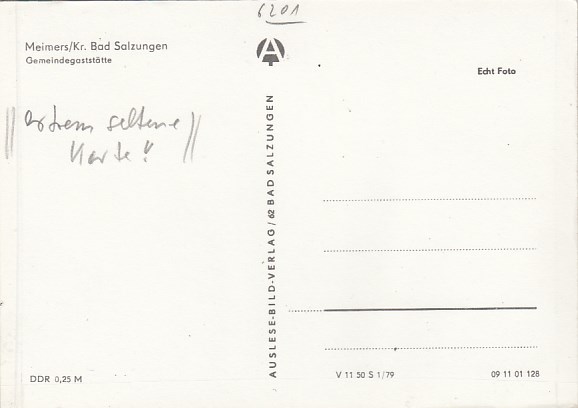 6201
Meimers/Kr. Bad Salzungen
Gemeindegaststätte
A
Echt Foto
extrem seltene
Karte!
AUSLESE-BILD-VERLAG / 62 BAD SALZUNGEN
DDR 0,25 M
V 11 50 S 1/79
09 11 01 128